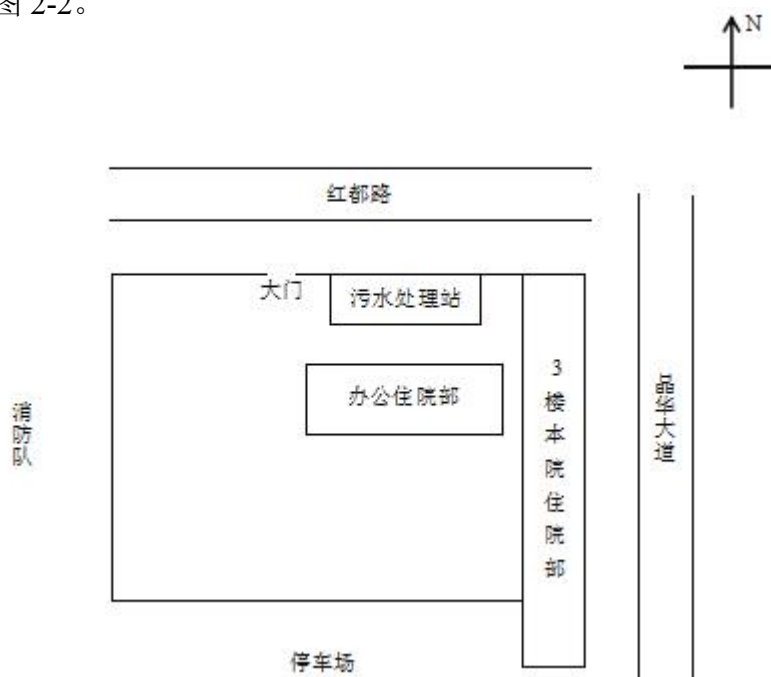 图 2-2。
N
红都路
大门
污水处理站
办公住院部
3楼本院住院部
晶华大道
消防队
停车场